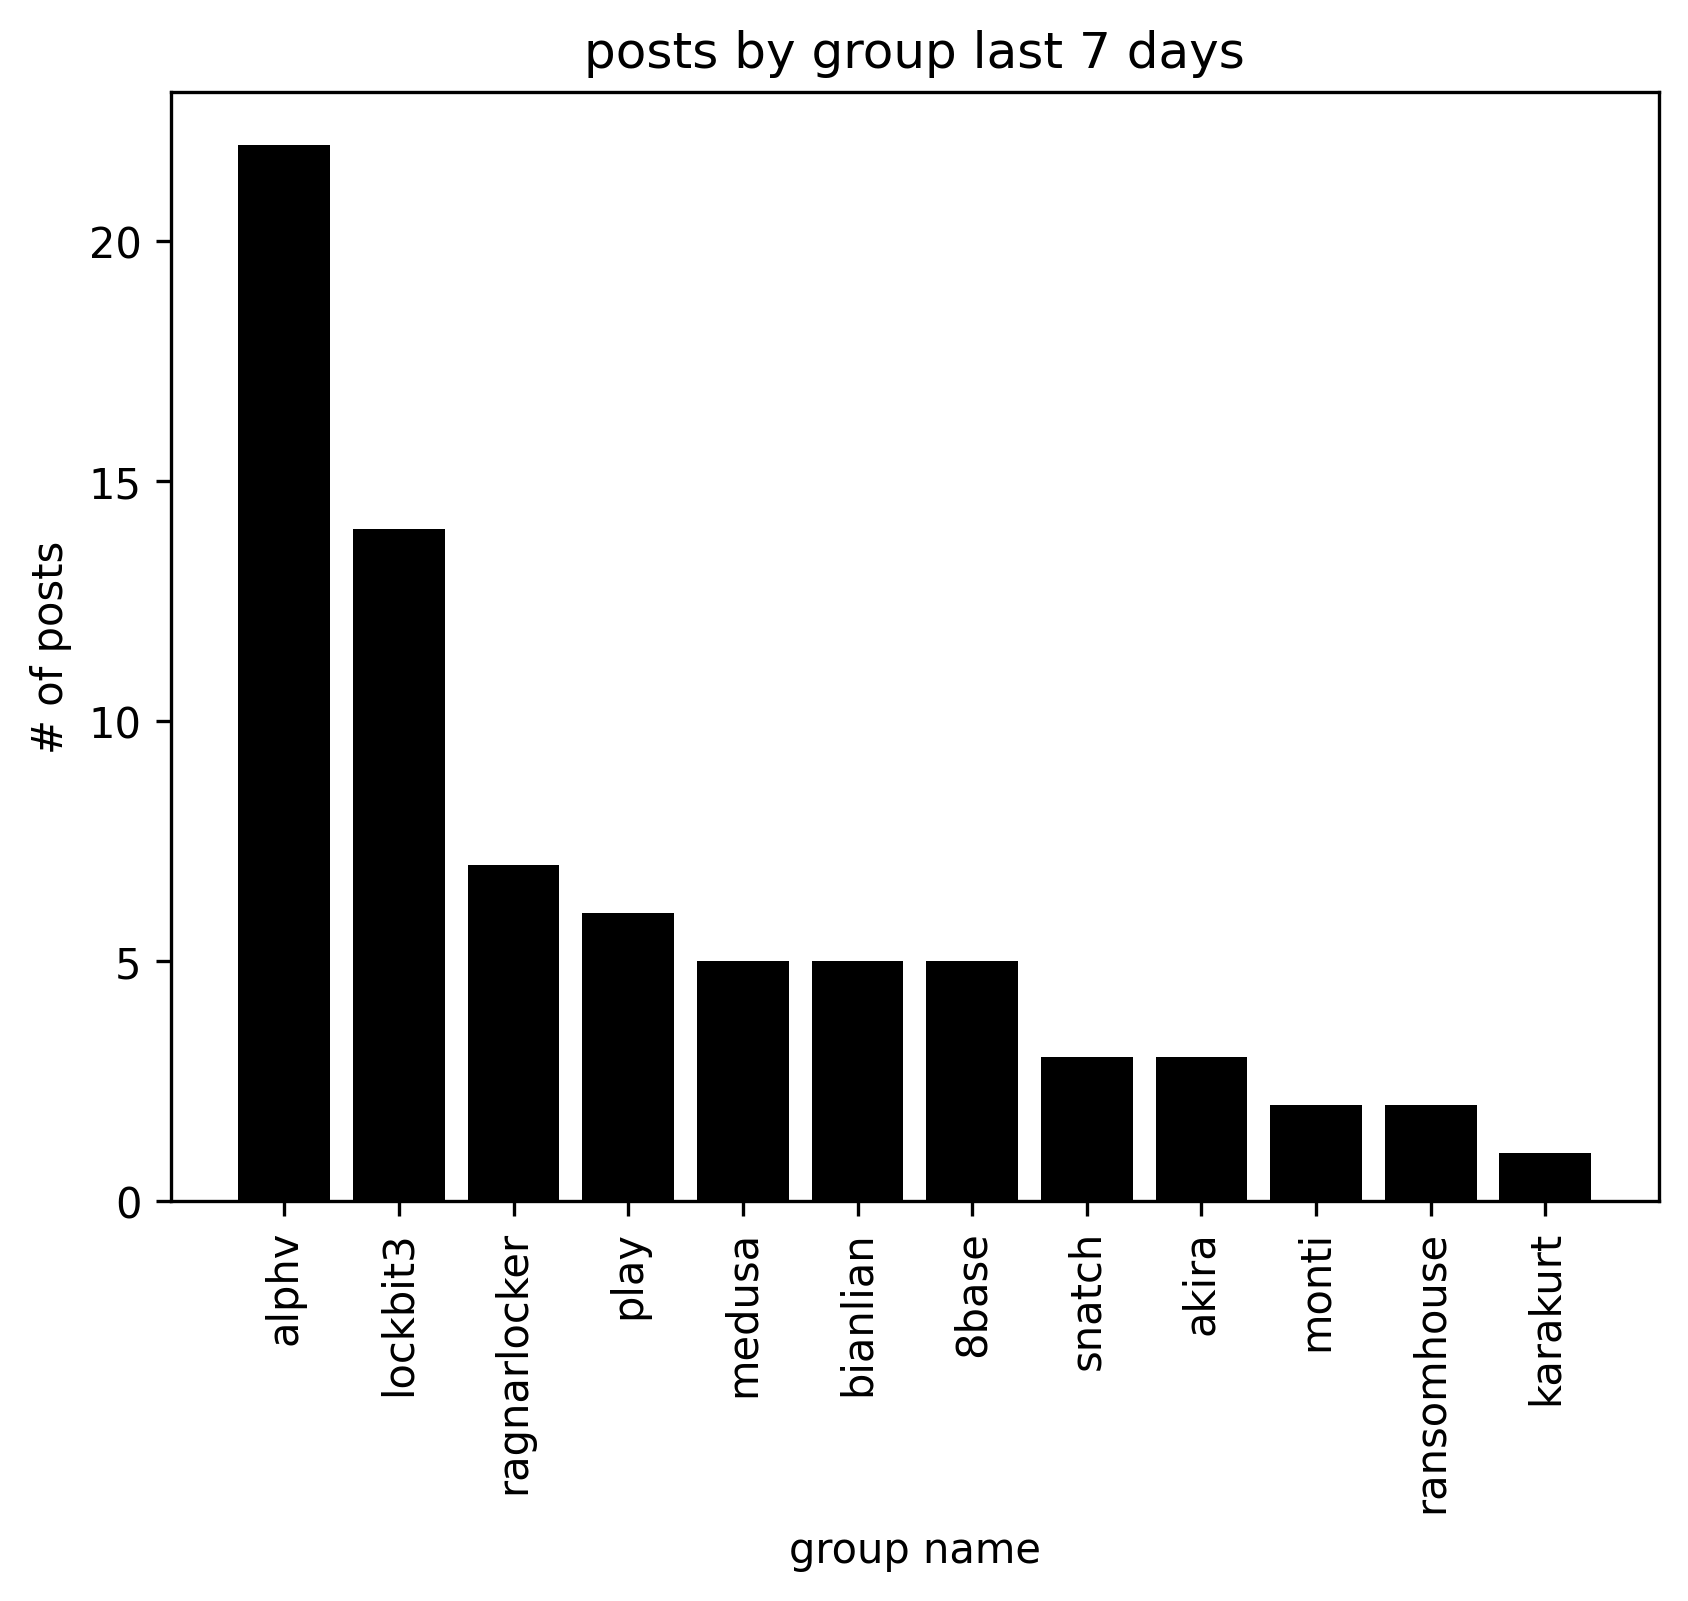 posts by group last 7 days
# of posts
20
15
10
5
0
alphv
lockbit3
ragnarlocker
play
medusa
bianlian
8base
snatch
akira
monti
ransomhouse
karakurt
group name